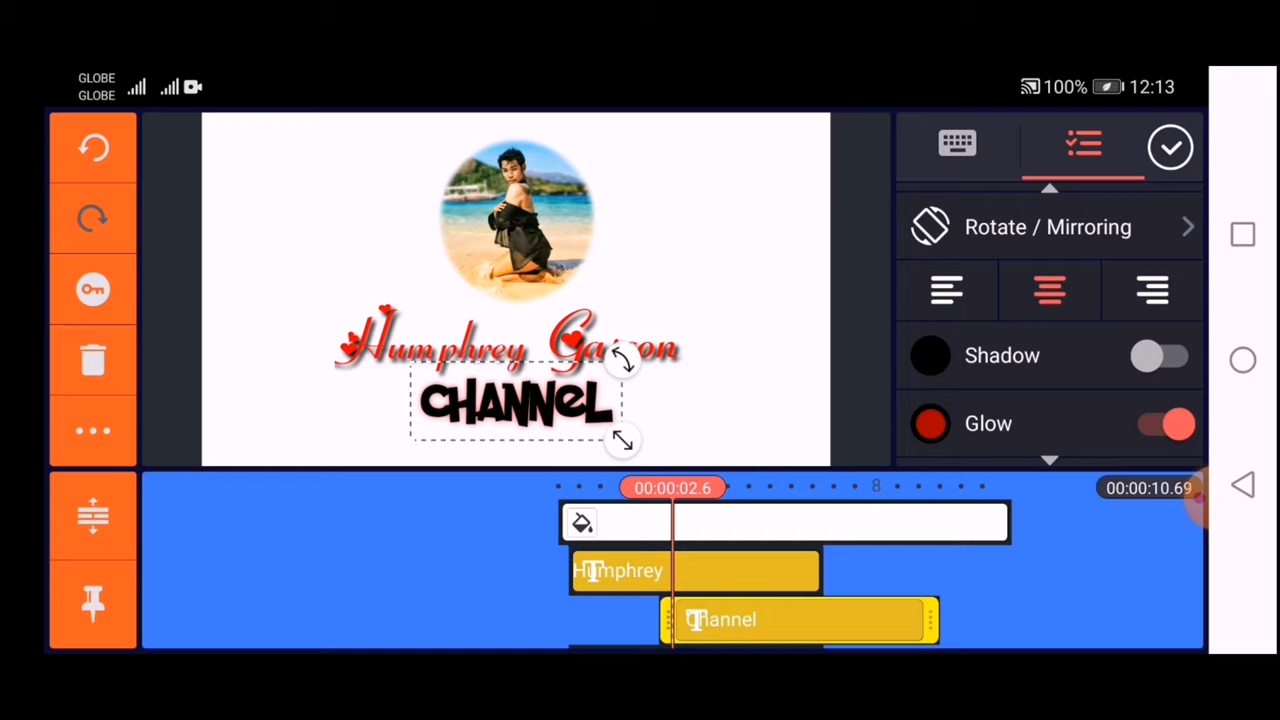 GLOBE
GLOBE
100% 12:13
Rotate / Mirroring
Humphrey
CHANNEL
Shadow
Glow
00:00:02.6
8
00:00:10.69
Humphrey
Channel